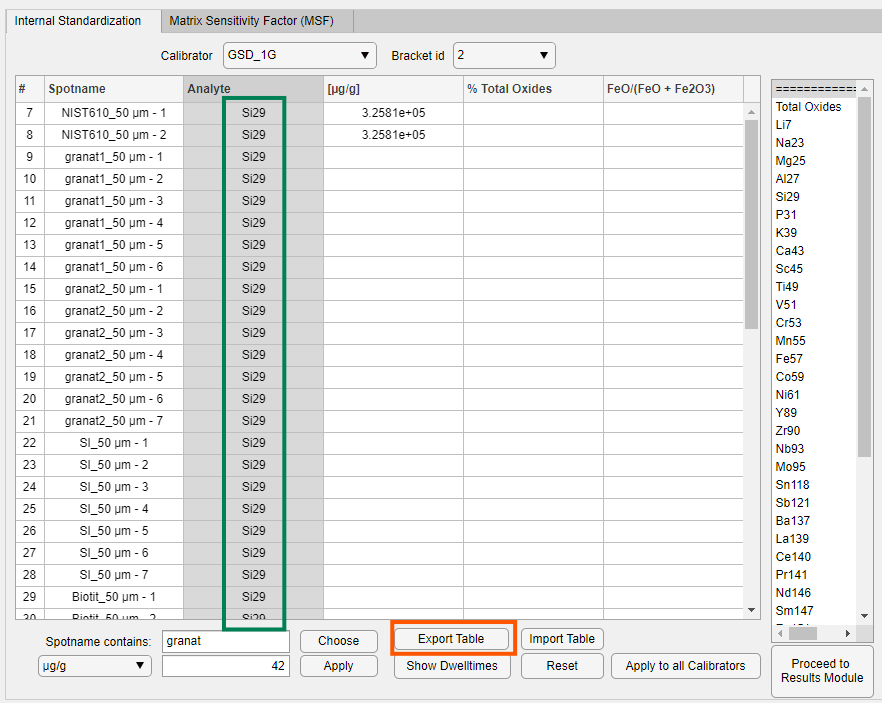 Internal Standardization Matrix Sensitivity Factor (MSF)
Calibrator GSD_1G ▼ Bracket id 2 ▼
# Spotname Analyte [µg/g] % Total Oxides FeO/(FeO + Fe2O3)
7 NIST610_50 µm - 1 Si29 3.2581e+05
8 NIST610_50 µm - 2 Si29 3.2581e+05
9 granat1_50 µm - 1 Si29
10 granat1_50 µm - 2 Si29
11 granat1_50 µm - 3 Si29
12 granat1_50 µm - 4 Si29
13 granat1_50 µm - 5 Si29
14 granat1_50 µm - 6 Si29
15 granat2_50 µm - 1 Si29
16 granat2_50 µm - 2 Si29
17 granat2_50 µm - 3 Si29
18 granat2_50 µm - 4 Si29
19 granat2_50 µm - 5 Si29
20 granat2_50 µm - 6 Si29
21 granat2_50 µm - 7 Si29
22 SI_50 µm - 1 Si29
23 SI_50 µm - 2 Si29
24 SI_50 µm - 3 Si29
25 SI_50 µm - 4 Si29
26 SI_50 µm - 5 Si29
27 SI_50 µm - 6 Si29
28 SI_50 µm - 7 Si29
29 Biotit_50 µm - 1 Si29
30 Biotit_50 µm - 2 Si29
============
Total Oxides
Li7
Na23
Mg25
Al27
Si29
P31
K39
Ca43
Sc45
Ti49
V51
Cr53
Mn55
Fe57
Co59
Ni61
Y89
Zr90
Nb93
Mo95
Sn118
Sb121
Ba137
La139
Ce140
Pr141
Nd146
Sm147
Spotname contains: granat Choose Export Table Import Table
µg/g ▼ 42 Apply Show Dwelltimes Reset Apply to all Calibrators
Proceed to
Results Module